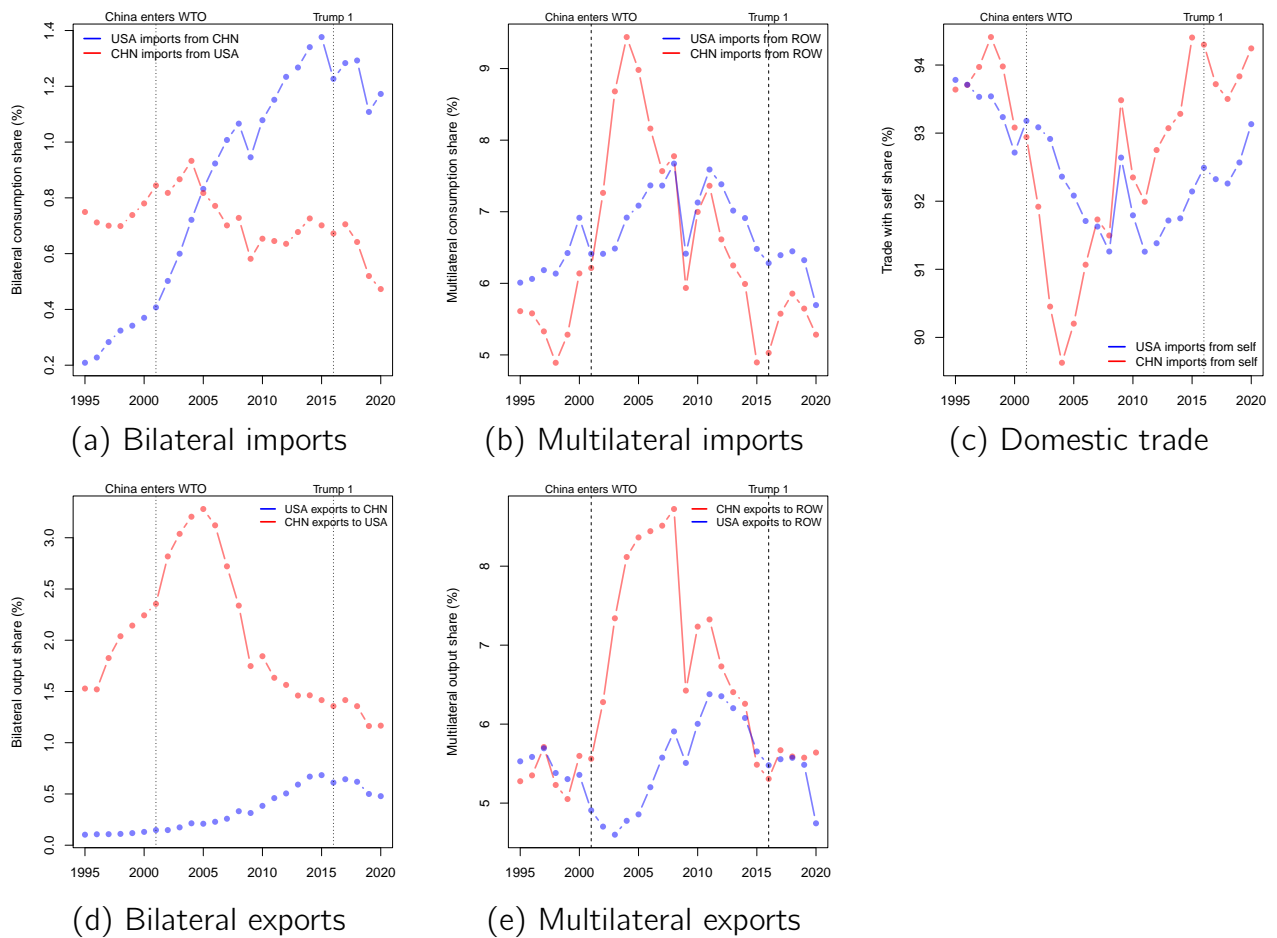 China enters WTO Trump 1
USA imports from CHN
CHN imports from USA
Bilateral consumption share (%)
0.2 0.4 0.6 0.8 1.0 1.2 1.4
1995 2000 2005 2010 2015 2020
(a) Bilateral imports
China enters WTO Trump 1
USA imports from ROW
CHN imports from ROW
Multilateral consumption share (%)
5 6 7 8 9
1995 2000 2005 2010 2015 2020
(b) Multilateral imports
China enters WTO Trump 1
USA imports from self
CHN imports from self
Trade with self share (%)
90 91 92 93 94
1995 2000 2005 2010 2015 2020
(c) Domestic trade
China enters WTO Trump 1
USA exports to CHN
CHN exports to USA
Bilateral output share (%)
0.0 0.5 1.0 1.5 2.0 2.5 3.0
1995 2000 2005 2010 2015 2020
(d) Bilateral exports
China enters WTO Trump 1
CHN exports to ROW
USA exports to ROW
Multilateral output share (%)
5 6 7 8
1995 2000 2005 2010 2015 2020
(e) Multilateral exports